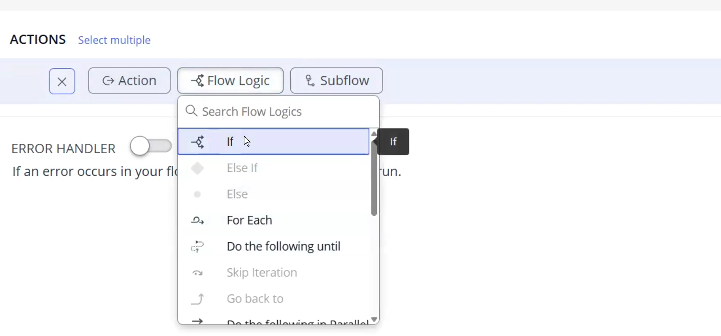 ACTIONS Select multiple
Action Flow Logic Subflow
Search Flow Logics
If
If
Else If
Else
For Each
Do the following until
Skip Iteration
Go back to
Do the following in Parallel
ERROR HANDLER
If an error occurs in your flo run.